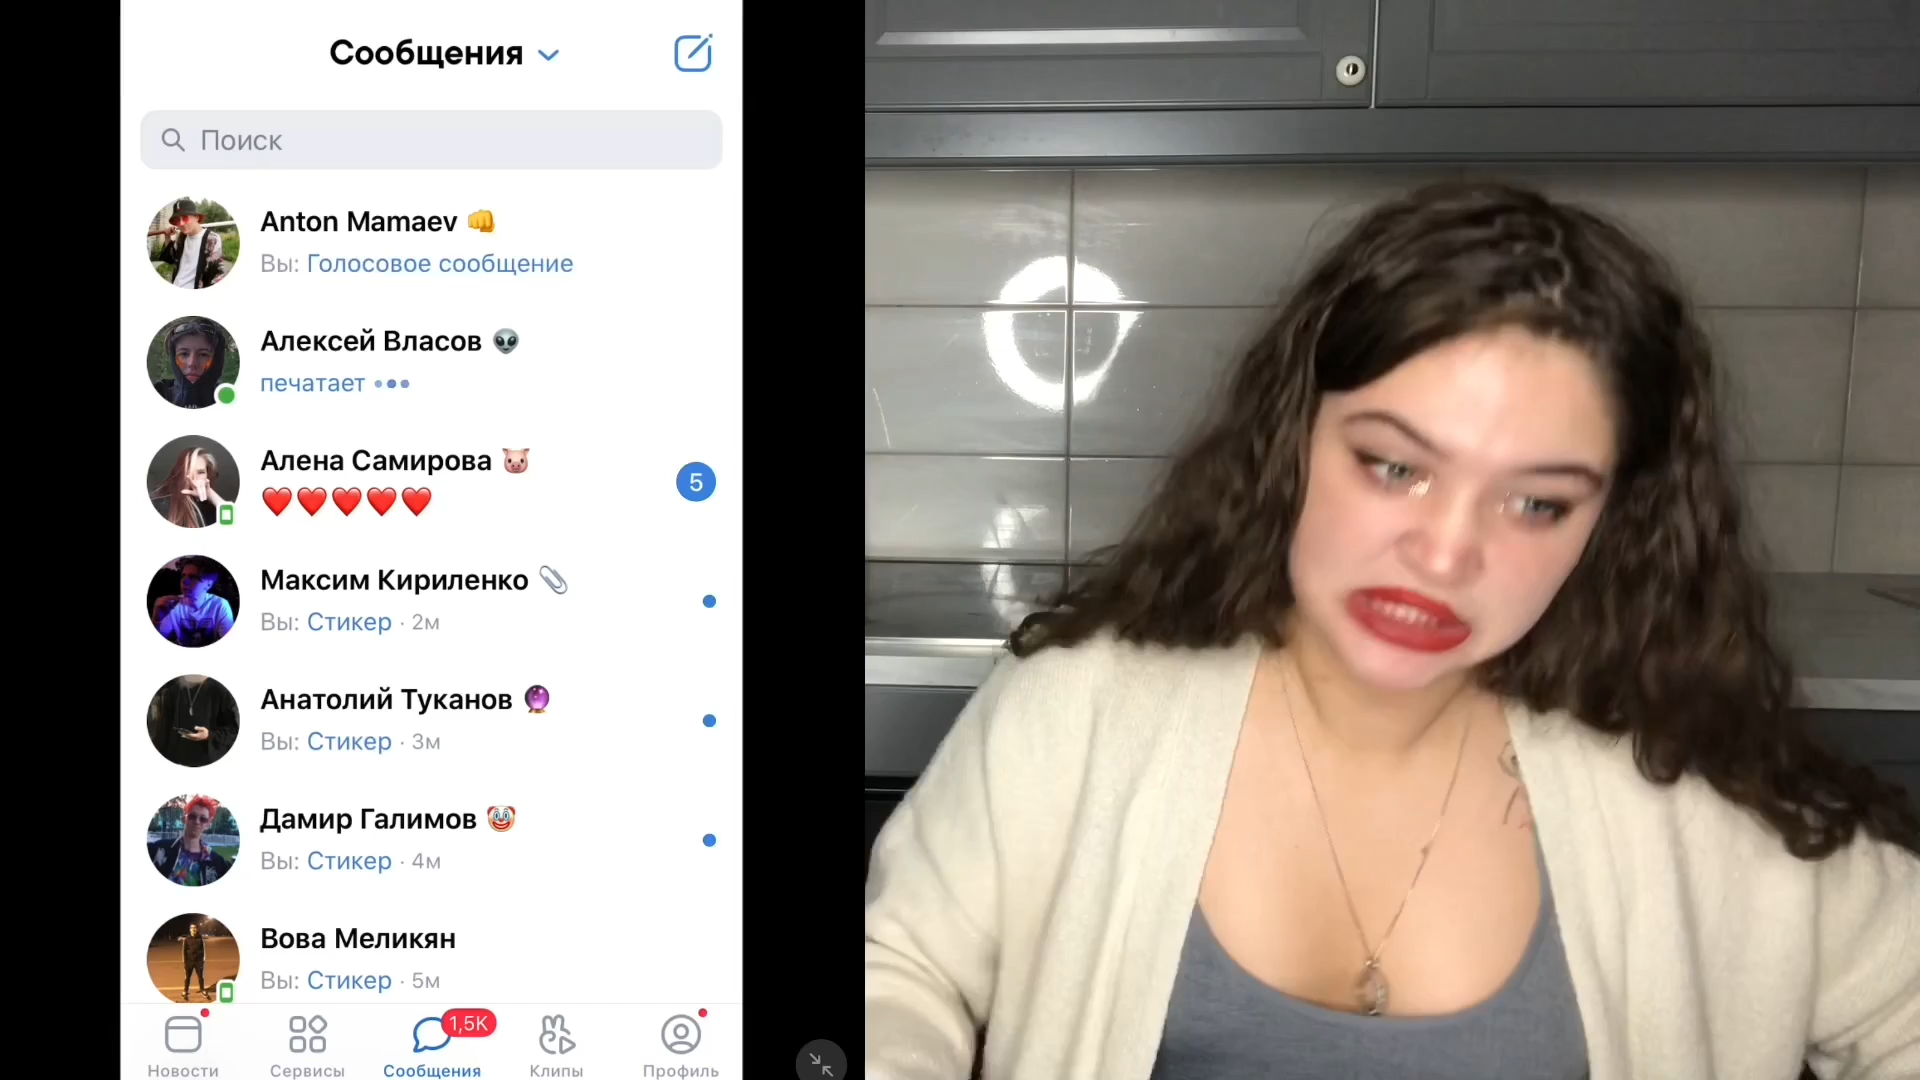 Сообщения
Поиск
Anton Mamaev 👊
Вы: Голосовое сообщение
Алексей Власов 👽
печатает •••
Алена Самирова 🐷
❤️❤️❤️❤️❤️
5
Максим Кириленко 📎
Вы: Стикер · 2м
Анатолий Туканов 🔮
Вы: Стикер · 3м
Дамир Галимов 🤡
Вы: Стикер · 4м
Вова Меликян
Вы: Стикер · 5м
1,5K
Новости Сервисы Сообщения Клипы Профиль